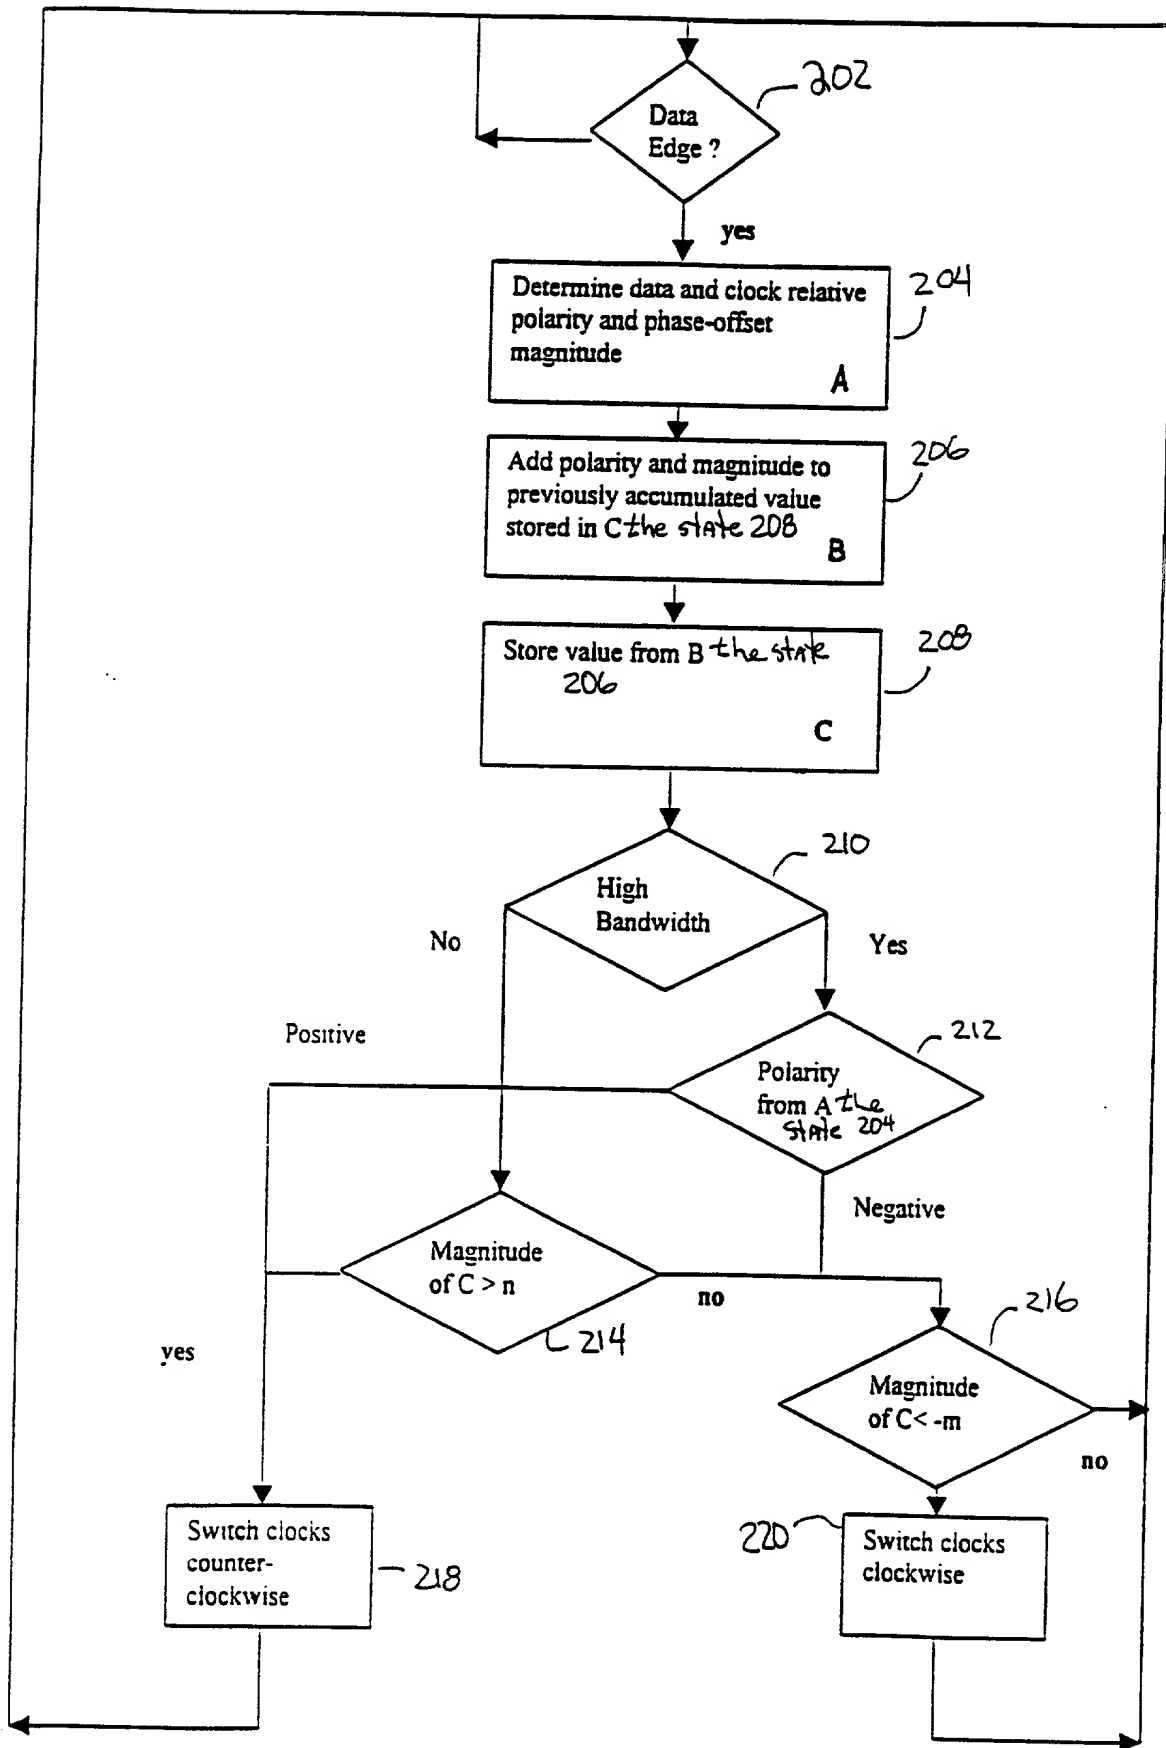 202
Data
Edge ?
yes
204
Determine data and clock relative
polarity and phase-offset
magnitude
A
206
Add polarity and magnitude to
previously accumulated value
stored in C the state 208
B
208
Store value from B the state
206
C
210
High
Bandwidth
No
Yes
Positive
212
Polarity
from A the
state 204
Negative
Magnitude
of C > n
no
214
216
yes
Magnitude
of C< -m
no
Switch clocks
counter-
clockwise
218
220
Switch clocks
clockwise